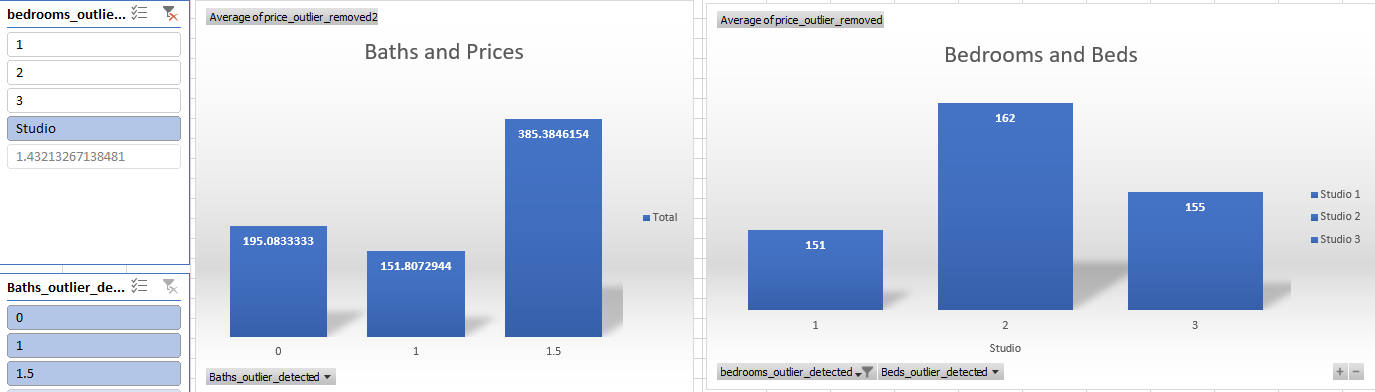 bedrooms_outlie...
1
2
3
Studio
1.43213267138481
Baths_outlier_de...
0
1
1.5
Average of price_outlier_removed2
Baths and Prices
385.3846154
195.0833333
151.8072944
Total
0 1 1.5
Baths_outlier_detected
Average of price_outlier_removed
Bedrooms and Beds
162
155
151
Studio 1
Studio 2
Studio 3
1 2 3
Studio
bedrooms_outlier_detected Beds_outlier_detected
+ −